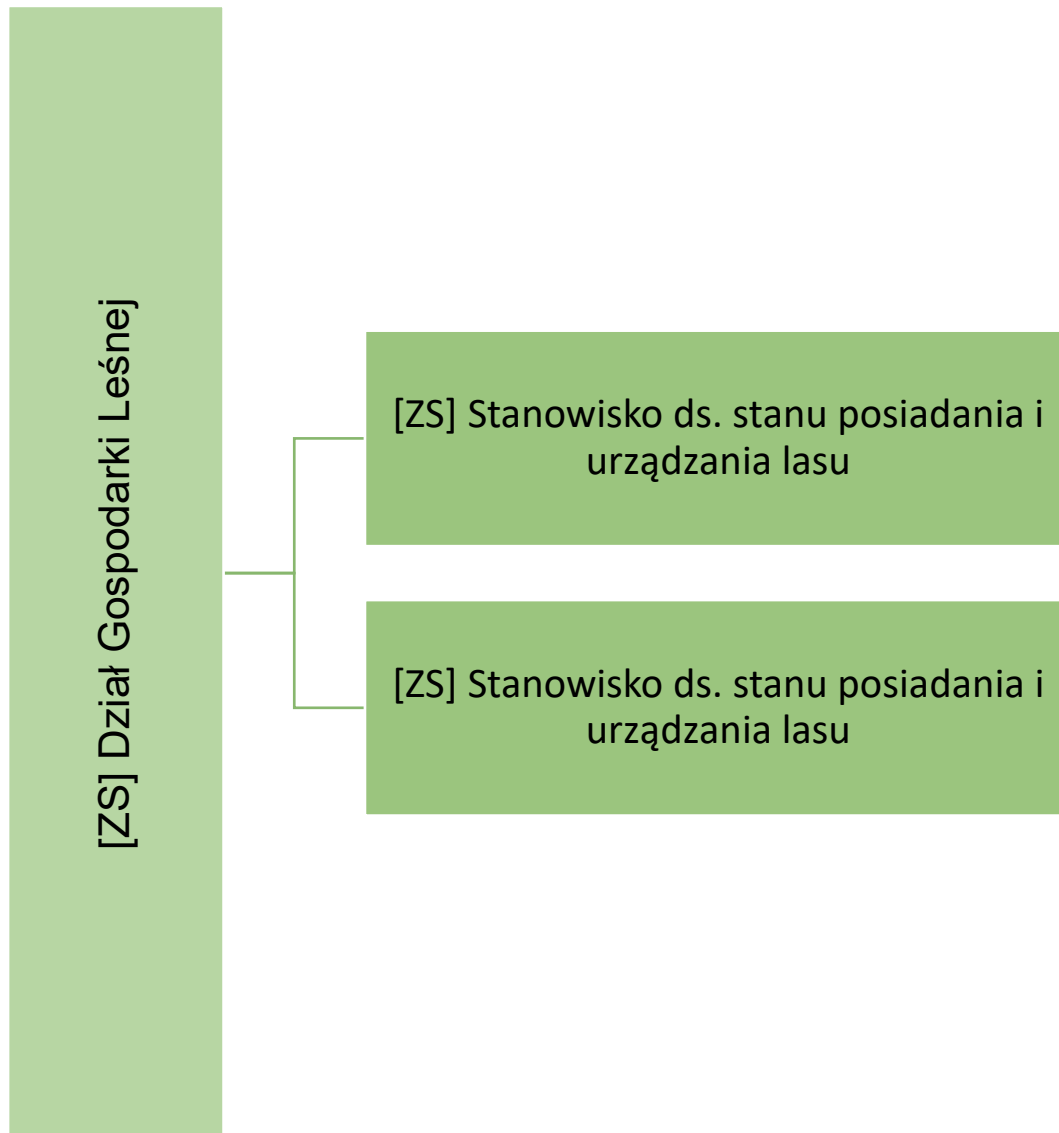 [ZS] Dział Gospodarki Leśnej
[ZS] Stanowisko ds. stanu posiadania i
urządzania lasu
[ZS] Stanowisko ds. stanu posiadania i
urządzania lasu